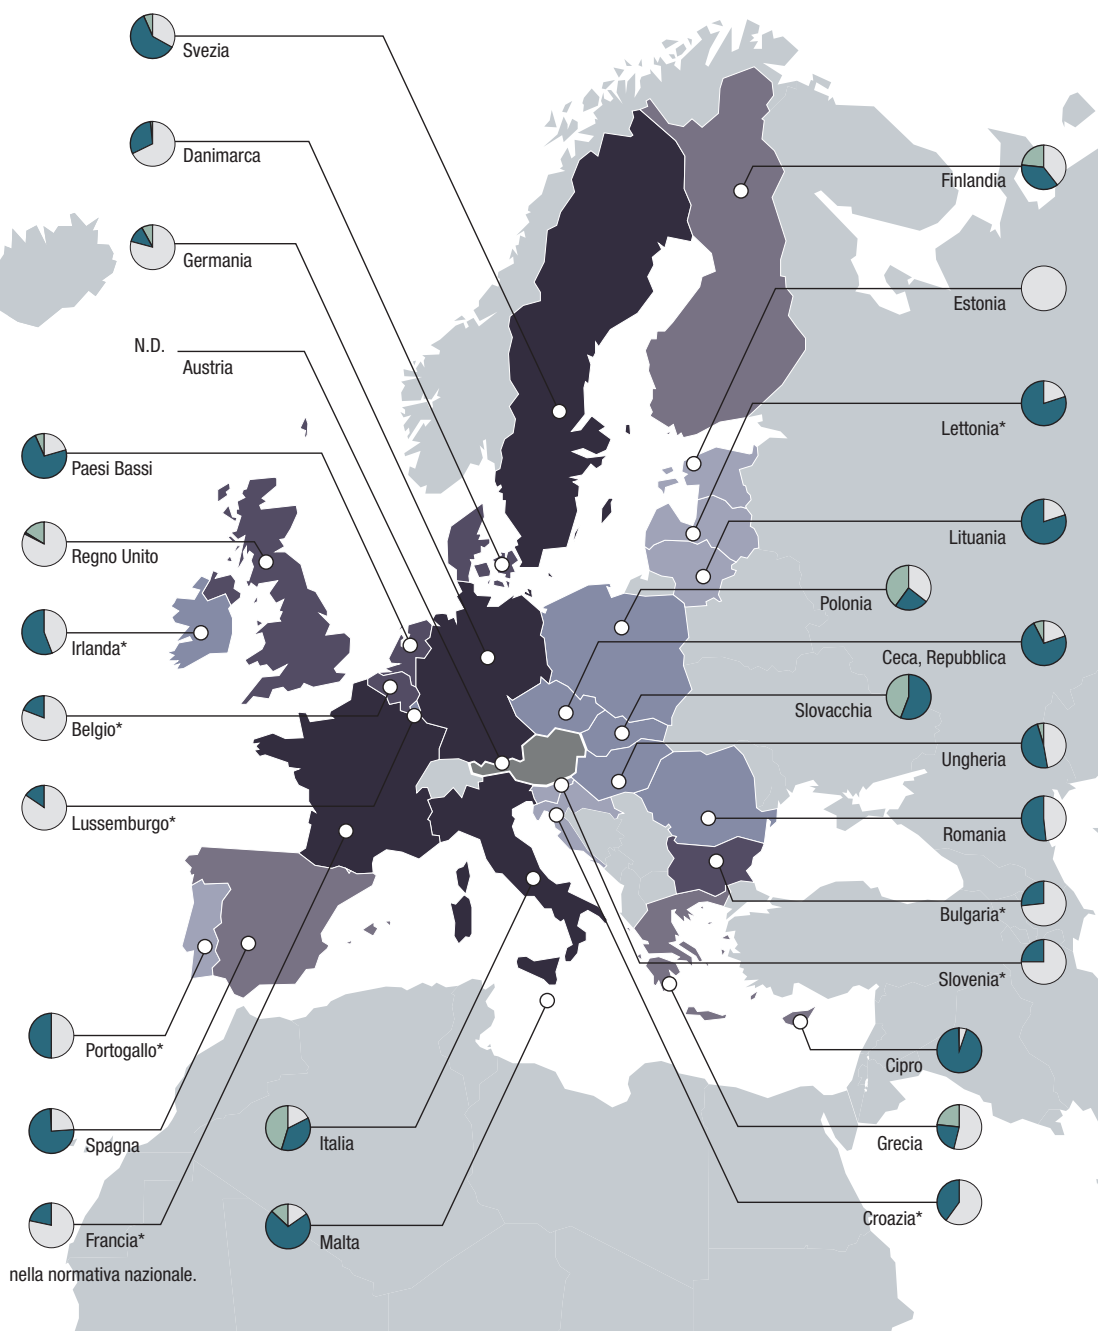 Svezia
Danimarca
Germania
N.D.
Austria
Paesi Bassi
Regno Unito
Irlanda*
Belgio*
Lussemburgo*
Portogallo*
Spagna
Francia*
nella normativa nazionale.
Italia
Malta
Finlandia
Estonia
Lettonia*
Lituania
Polonia
Ceca, Repubblica
Slovacchia
Ungheria
Romania
Bulgaria*
Slovenia*
Cipro
Grecia
Croazia*